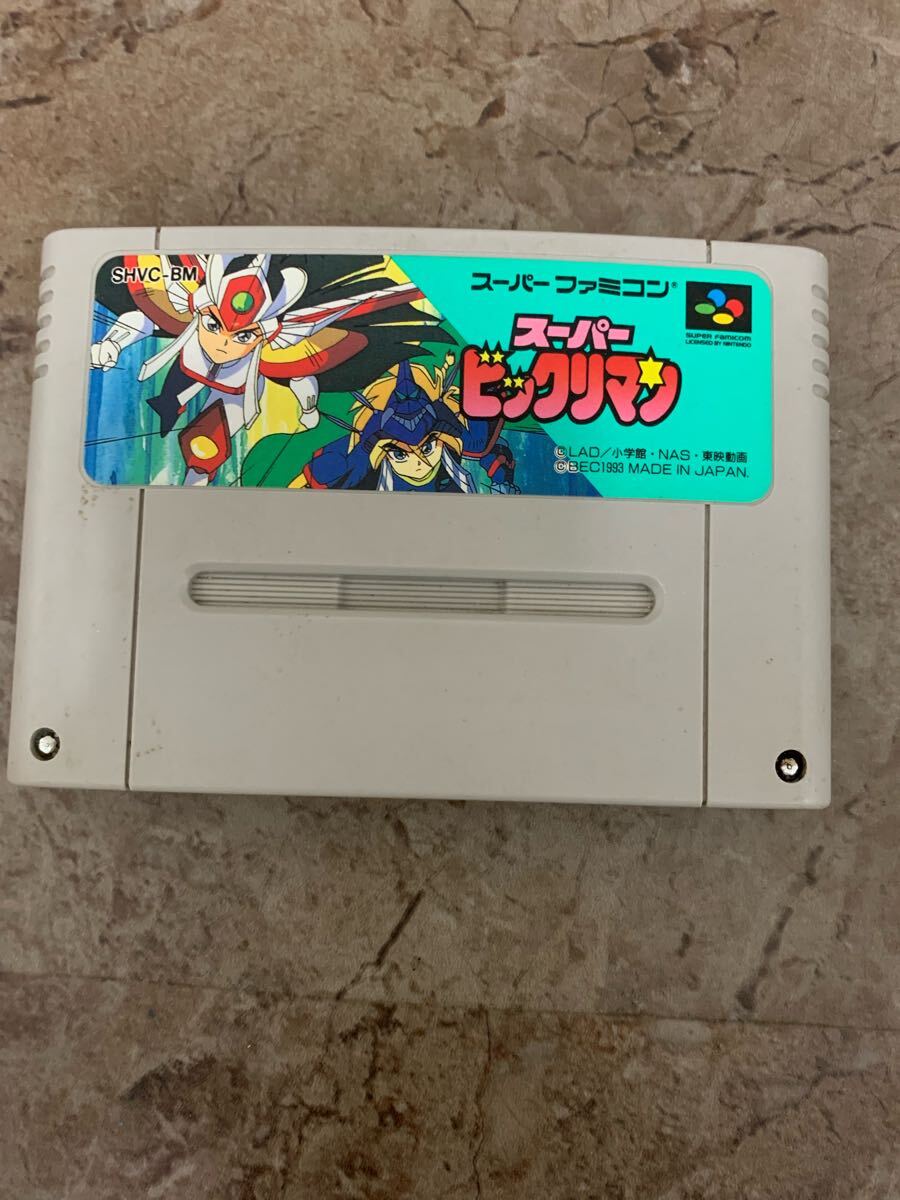 SHVC-BM
スーパーファミコン®
SUPER FAMICOM
LICENSED BY NINTENDO
スーパー
ビックリマン
©LAD／小学館・NAS・東映動画
©BEC1993 MADE IN JAPAN.